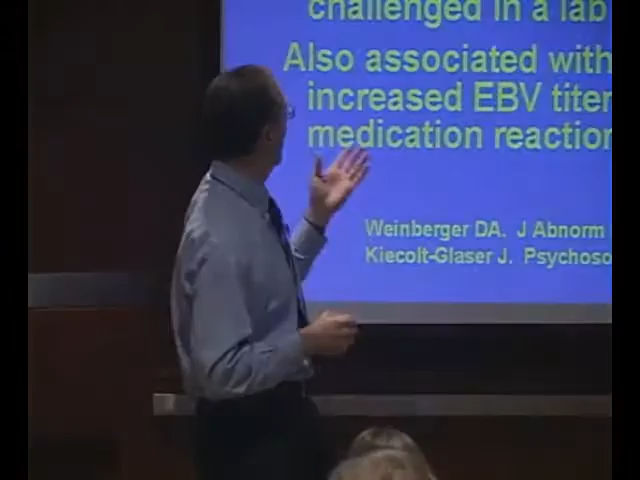 challenged in a lab
Also associated with
increased EBV titer
medication reaction
Weinberger DA. J Abnorm
Kiecolt-Glaser J. Psychoso